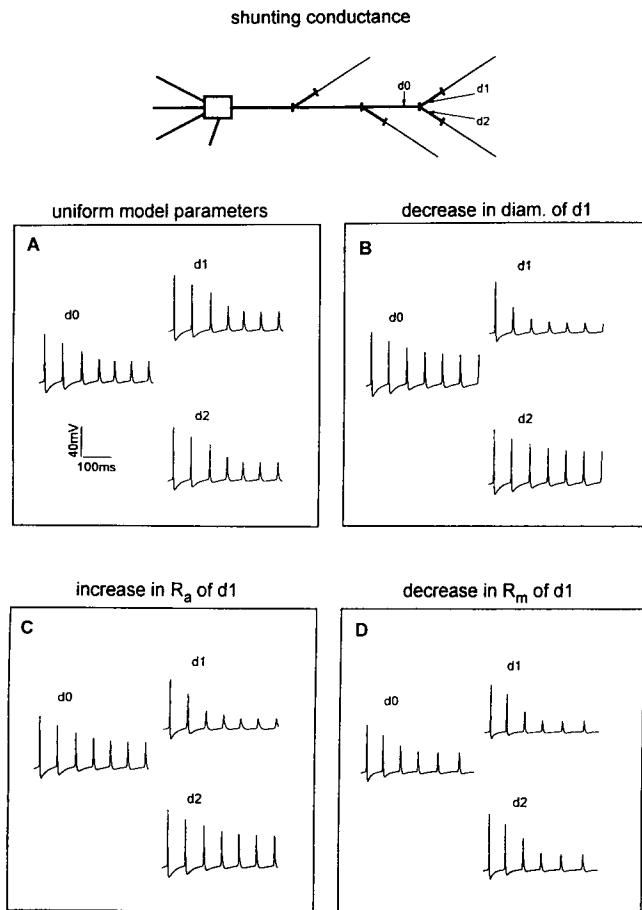 shunting conductance
d0
d1
d2
uniform model parameters
A
d0
d1
d2
40mV
100ms
decrease in diam. of d1
B
d0
d1
d2
increase in Ra of d1
C
d0
d1
d2
decrease in Rm of d1
D
d0
d1
d2